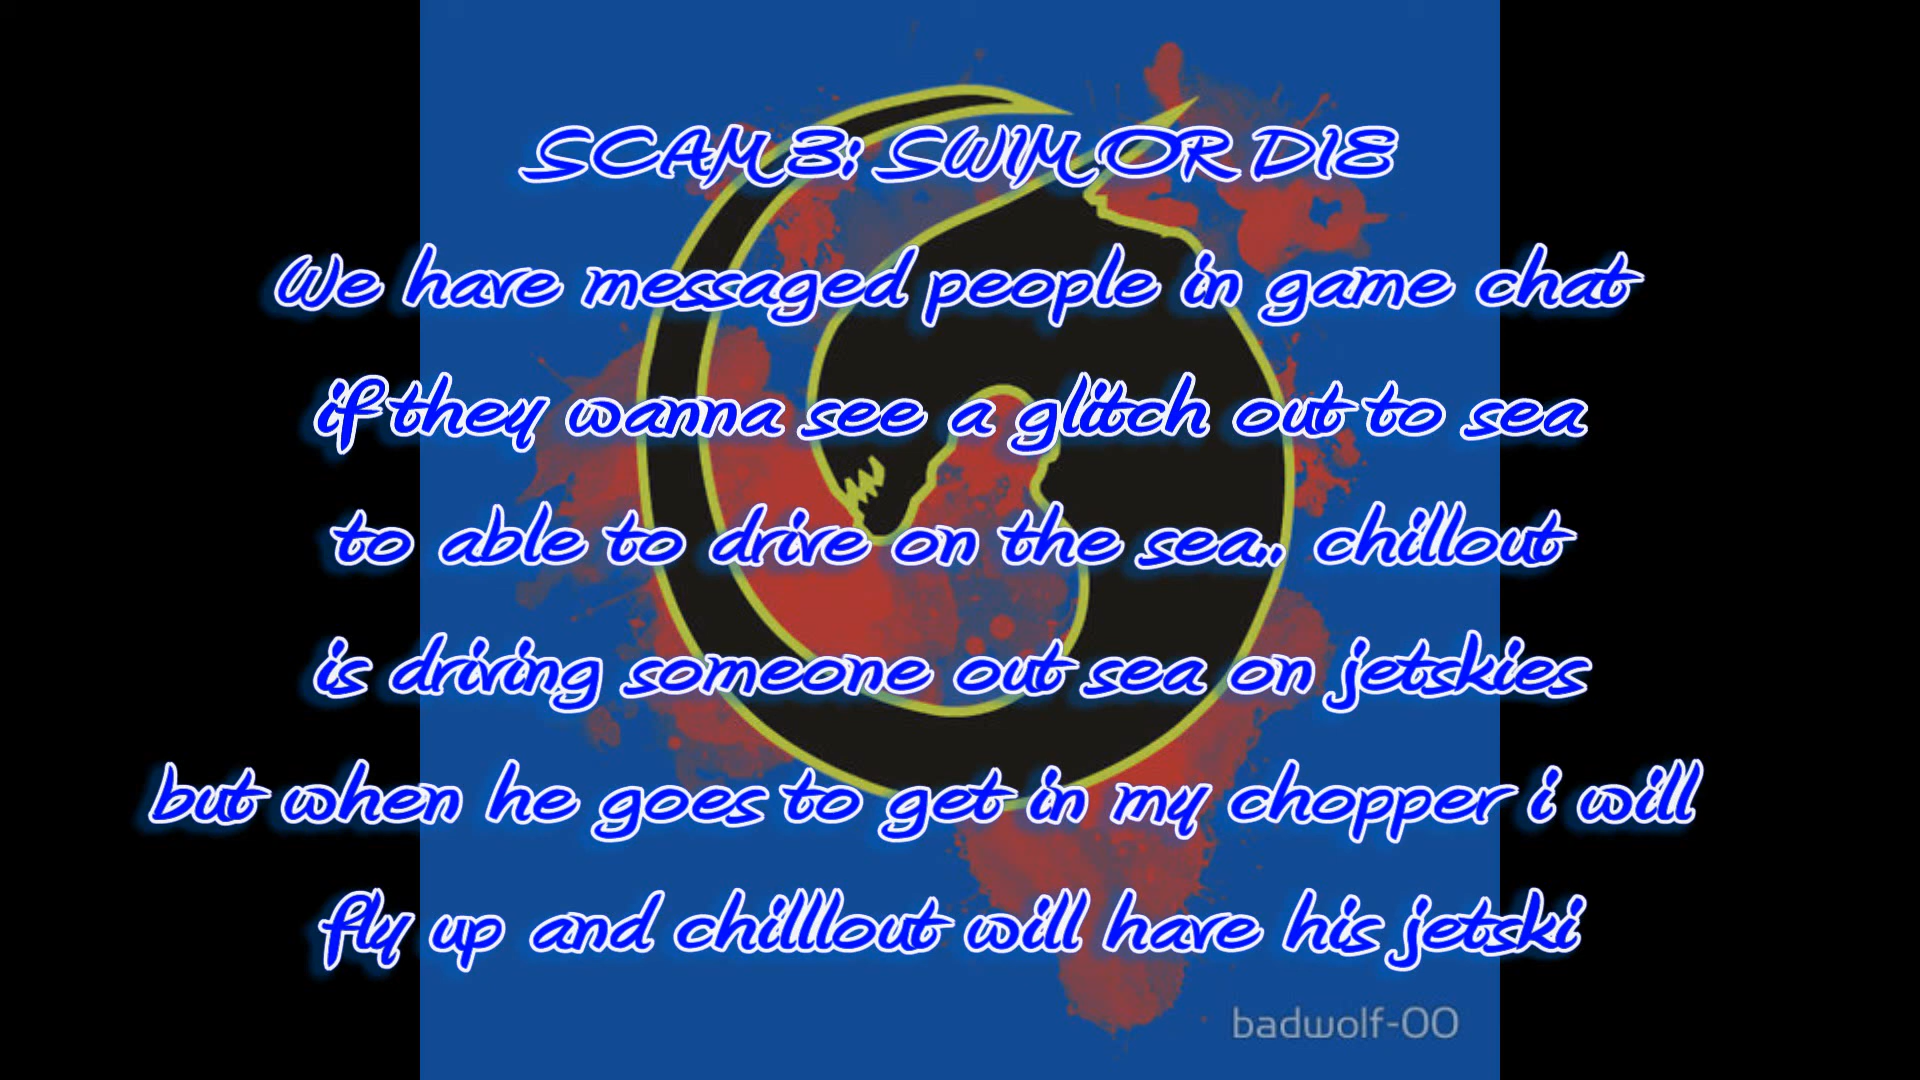 SCAM 3: SWIM OR DIE
We have messaged people in game chat
if they wanna see a glitch out to sea
to able to drive on the sea.. chillout
is driving someone out sea on jetskies
but when he goes to get in my chopper i will
fly up and chilllout will have his jetski
badwolf-00